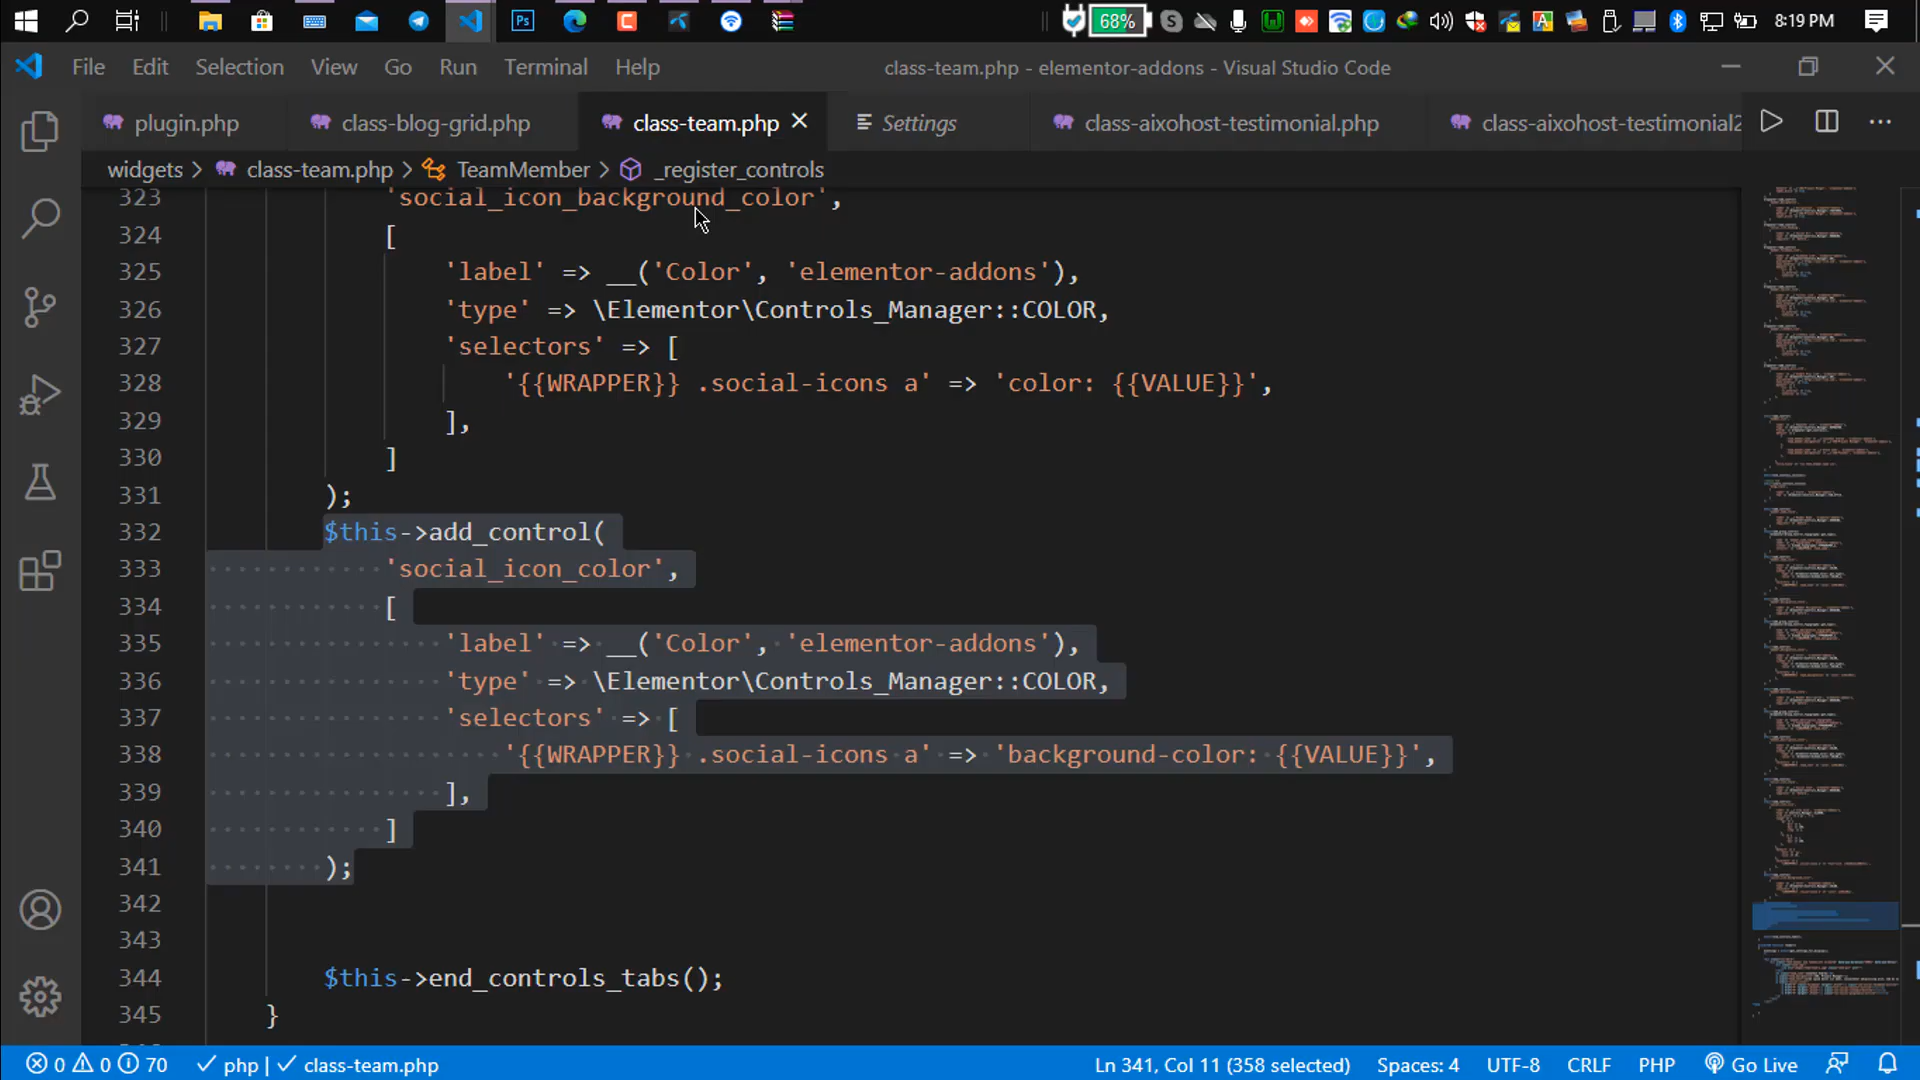 68%
8:19 PM
File Edit Selection View Go Run Terminal Help
class-team.php - elementor-addons - Visual Studio Code
plugin.php
class-blog-grid.php
class-team.php
Settings
class-aixohost-testimonial.php
class-aixohost-testimonial2
widgets > class-team.php > TeamMember > _register_controls
323 'social_icon_background_color',
324 [
325 'label' => __('Color', 'elementor-addons'),
326 'type' => \Elementor\Controls_Manager::COLOR,
327 'selectors' => [
328 '{{WRAPPER}} .social-icons a' => 'color: {{VALUE}}',
329 ],
330 ]
331 );
332 $this->add_control(
333 'social_icon_color',
334 [
335 'label' => __('Color', 'elementor-addons'),
336 'type' => \Elementor\Controls_Manager::COLOR,
337 'selectors' => [
338 '{{WRAPPER}} .social-icons a' => 'background-color: {{VALUE}}',
339 ],
340 ]
341 );
342
343
344 $this->end_controls_tabs();
345 }
0 0 70 php | class-team.php
Ln 341, Col 11 (358 selected) Spaces: 4 UTF-8 CRLF PHP Go Live